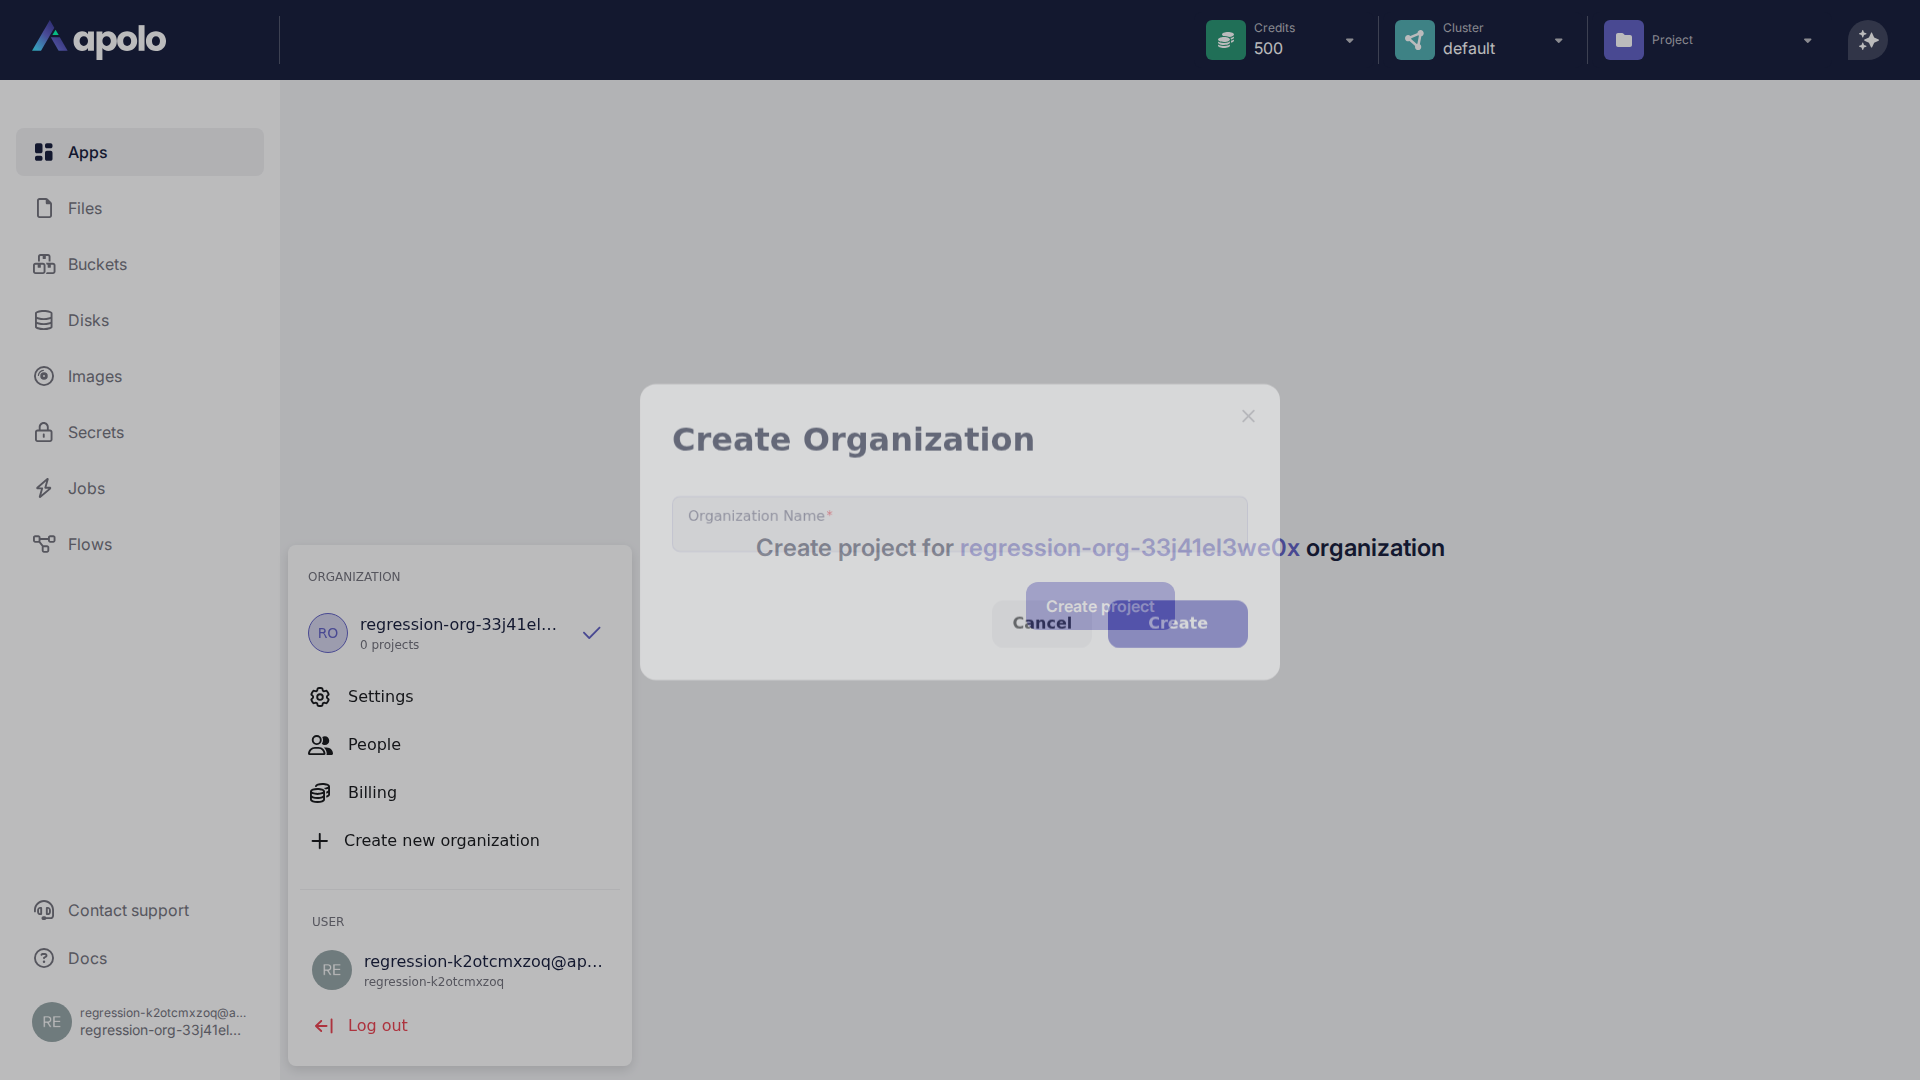 apolo
Credits
500
Cluster
default
Project
Apps
Files
Buckets
Disks
Images
Secrets
Jobs
Flows
Contact support
Docs
RE
regression-k2otcmxzoq@a...
regression-org-33j41el...
ORGANIZATION
RO
regression-org-33j41el...
0 projects
Settings
People
Billing
Create new organization
USER
RE
regression-k2otcmxzoq@ap...
regression-k2otcmxzoq
Log out
Create Organization
Organization Name*
Create project for regression-org-33j41el3we0x organization
Create project
Cancel
Create